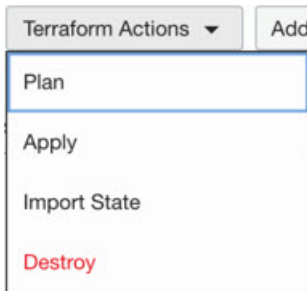 Terraform Actions
Add
Plan
Apply
Import State
Destroy